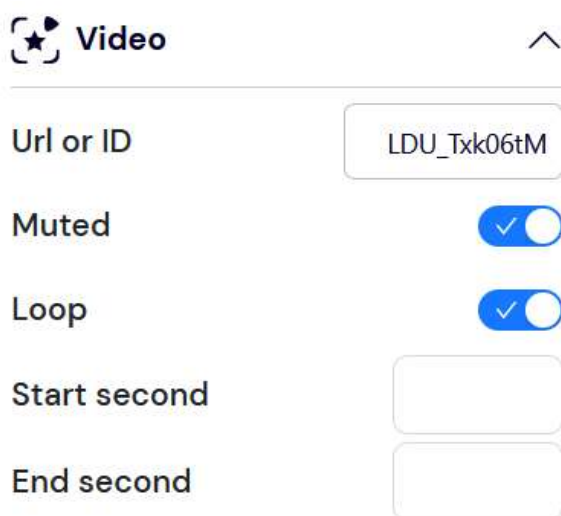 Video
Url or ID
LDU_Txk06tM
Muted
Loop
Start second
End second